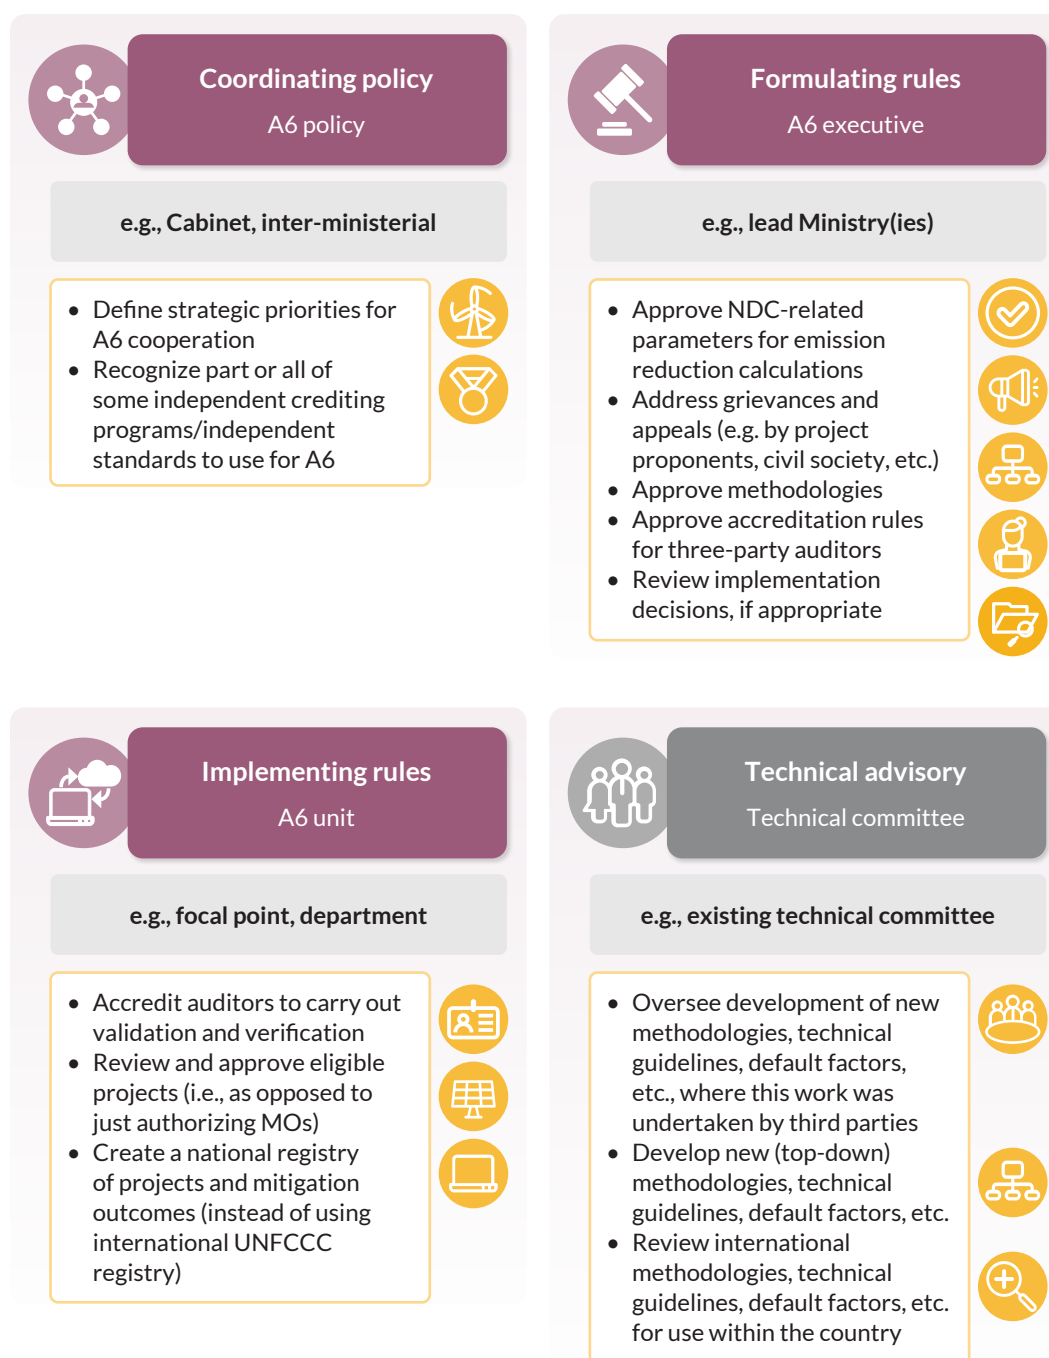 Coordinating policy
A6 policy
e.g., Cabinet, inter-ministerial
• Define strategic priorities for
A6 cooperation
• Recognize part or all of
some independent crediting
programs/independent
standards to use for A6
Formulating rules
A6 executive
e.g., lead Ministry(ies)
• Approve NDC-related
parameters for emission
reduction calculations
• Address grievances and
appeals (e.g. by project
proponents, civil society, etc.)
• Approve methodologies
• Approve accreditation rules
for three-party auditors
• Review implementation
decisions, if appropriate
Implementing rules
A6 unit
e.g., focal point, department
• Accredit auditors to carry out
validation and verification
• Review and approve eligible
projects (i.e., as opposed to
just authorizing MOs)
• Create a national registry
of projects and mitigation
outcomes (instead of using
international UNFCCC
registry)
Technical advisory
Technical committee
e.g., existing technical committee
• Oversee development of new
methodologies, technical
guidelines, default factors,
etc., where this work was
undertaken by third parties
• Develop new (top-down)
methodologies, technical
guidelines, default factors, etc.
• Review international
methodologies, technical
guidelines, default factors, etc.
for use within the country